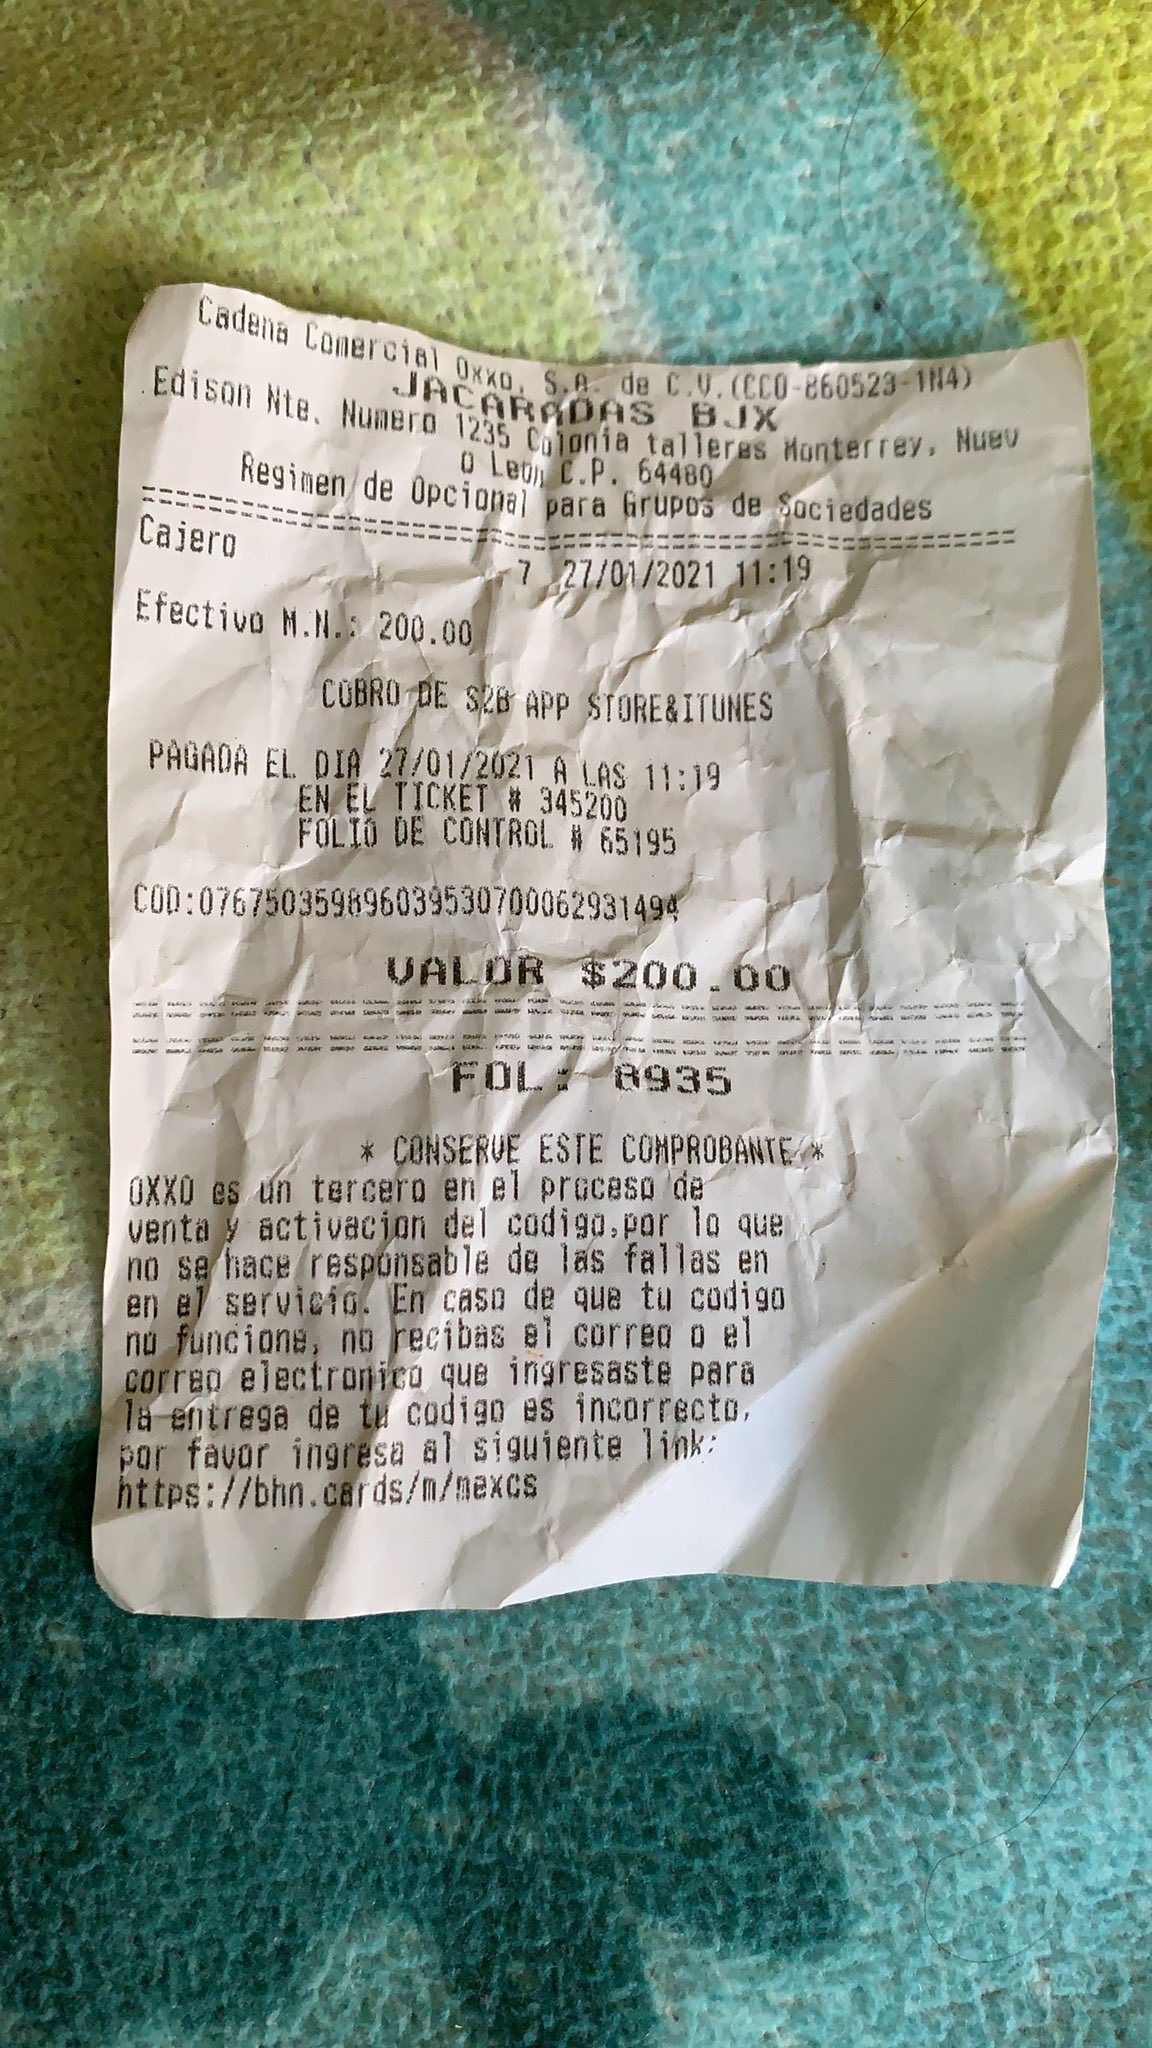 Cadena Comercial Oxxo, S.A. de C.V.(CCO-860523-1N4)
JACARADAS BJX
Edison Nte. Numero 1235 Colonia talleres Monterrey, Nuev
o Leon C.P. 64480
Regimen de Opcional para Grupos de Sociedades
Cajero 7 27/01/2021 11:19
Efectivo M.N.: 200.00
COBRO DE S2B APP STORE&ITUNES
PAGADA EL DIA 27/01/2021 A LAS 11:19
EN EL TICKET # 345200
FOLIO DE CONTROL # 65195
COD:076750359896039530700062931494
VALOR $200.00
FOL: 8935
* CONSERVE ESTE COMPROBANTE *
OXXO es un tercero en el proceso de
venta y activacion del codigo,por lo que
no se hace responsable de las fallas en
en el servicio. En caso de que tu codigo
no funcione, no recibas el correo o el
correo electronico que ingresaste para
la entrega de tu codigo es incorrecto,
por favor ingresa al siguiente link:
https://bhn.cards/m/mexcs